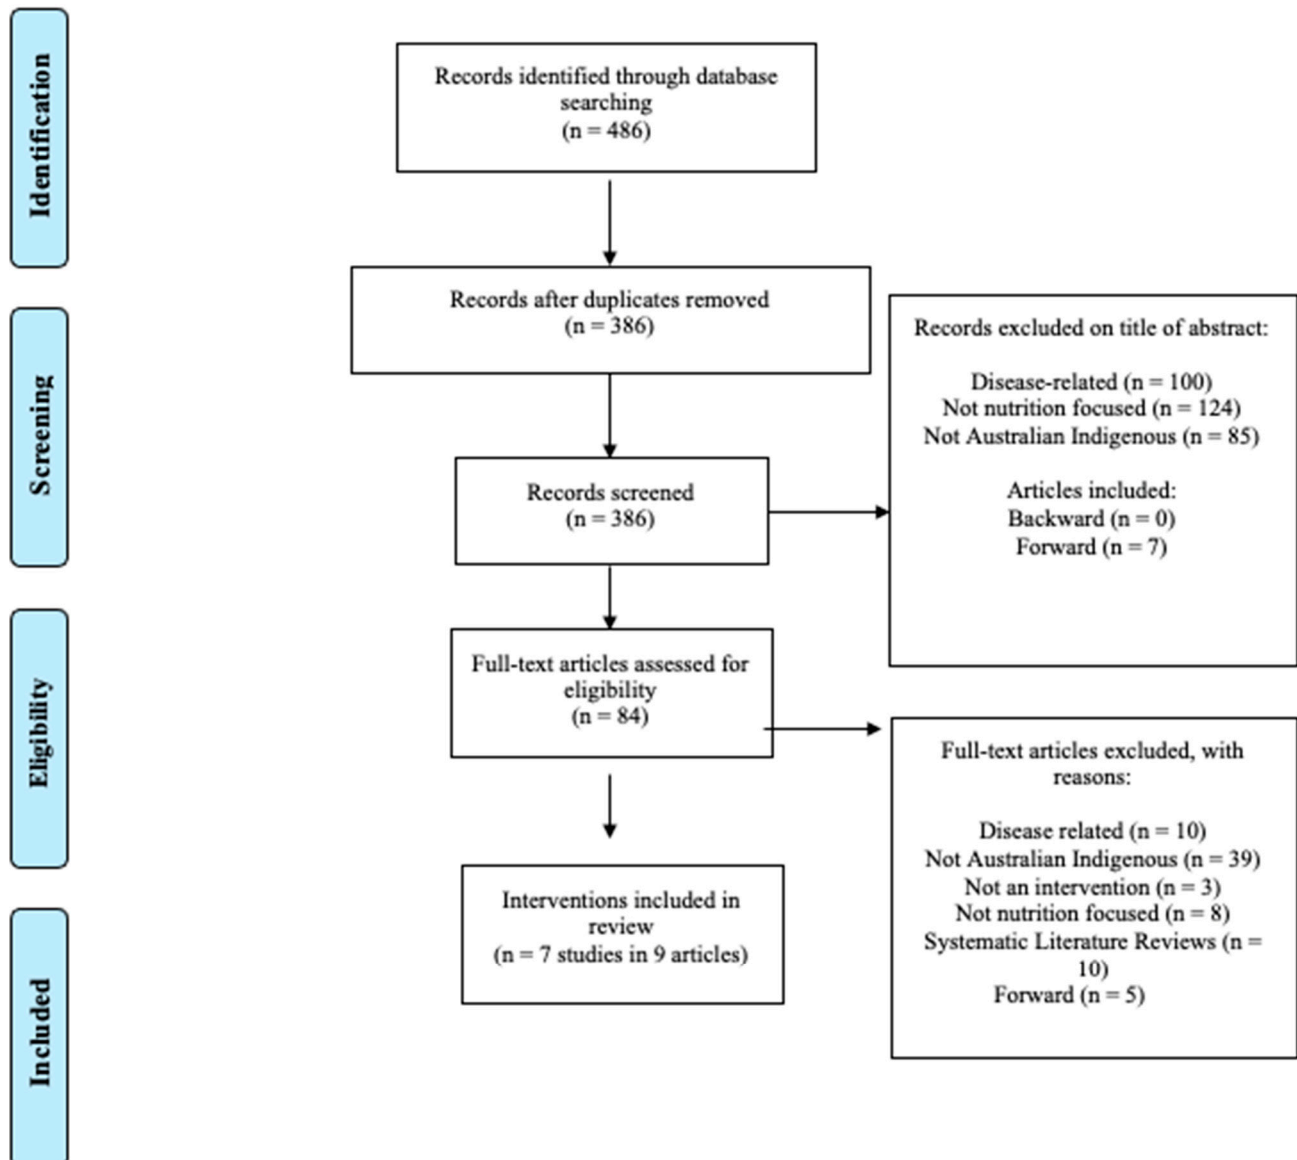 Identification
Records identified through database
searching
(n = 486)
Records after duplicates removed
(n = 386)
Screening
Records screened
(n = 386)
Records excluded on title of abstract:
Disease-related (n = 100)
Not nutrition focused (n = 124)
Not Australian Indigenous (n = 85)
Articles included:
Backward (n = 0)
Forward (n = 7)
Eligibility
Full-text articles assessed for
eligibility
(n = 84)
Full-text articles excluded, with
reasons:
Disease related (n = 10)
Not Australian Indigenous (n = 39)
Not an intervention (n = 3)
Not nutrition focused (n = 8)
Systematic Literature Reviews (n =
10)
Forward (n = 5)
Included
Interventions included in
review
(n = 7 studies in 9 articles)